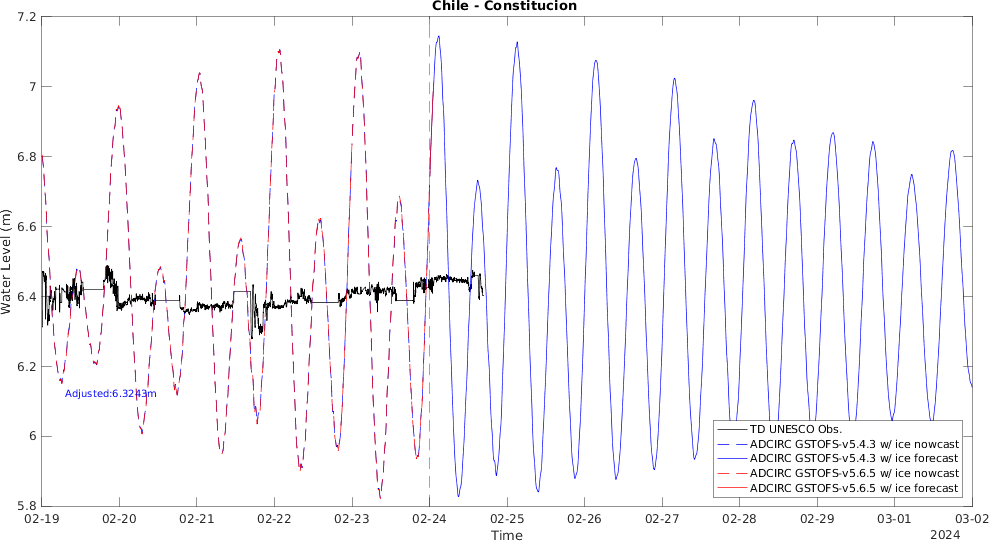 Chile - Constitucion
7.2
7
6.8
6.6
6.4
6.2
6
5.8
Water Level (m)
Adjusted:6.3243m
TD UNESCO Obs.
ADCIRC GSTOFS-v5.4.3 w/ ice nowcast
ADCIRC GSTOFS-v5.4.3 w/ ice forecast
ADCIRC GSTOFS-v5.6.5 w/ ice nowcast
ADCIRC GSTOFS-v5.6.5 w/ ice forecast
02-19 02-20 02-21 02-22 02-23 02-24 02-25 02-26 02-27 02-28 02-29 03-01 03-02
Time
2024